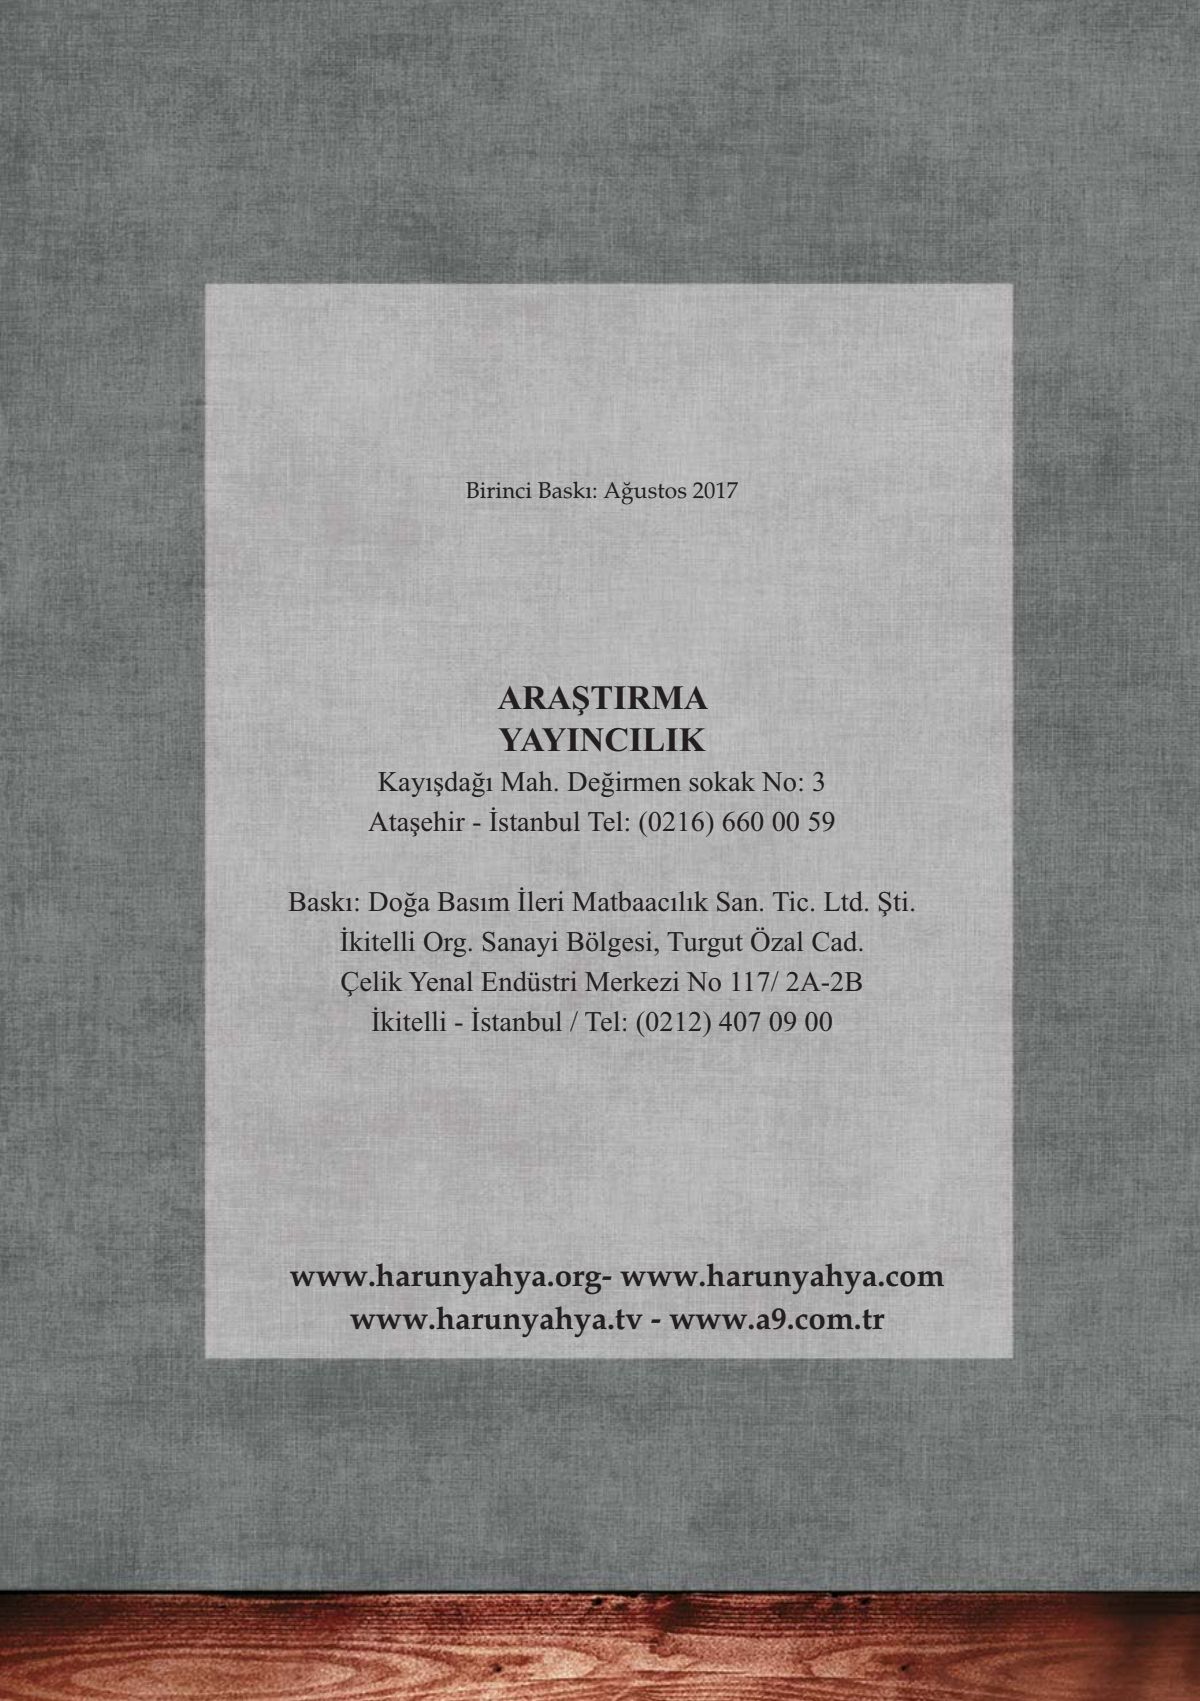 Birinci Baskı: Ağustos 2017
ARAŞTIRMA
YAYINCILIK
Kayışdağı Mah. Değirmen sokak No: 3
Ataşehir - İstanbul Tel: (0216) 660 00 59
Baskı: Doğa Basım İleri Matbaacılık San. Tic. Ltd. Şti.
İkitelli Org. Sanayi Bölgesi, Turgut Özal Cad.
Çelik Yenal Endüstri Merkezi No 117/ 2A-2B
İkitelli - İstanbul / Tel: (0212) 407 09 00
www.harunyahya.org- www.harunyahya.com
www.harunyahya.tv - www.a9.com.tr